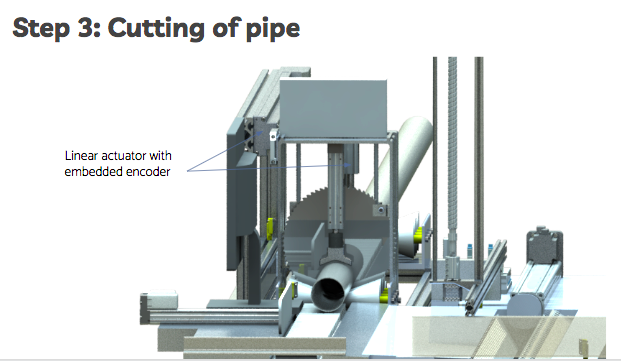 Step 3: Cutting of pipe
Linear actuator with
embedded encoder